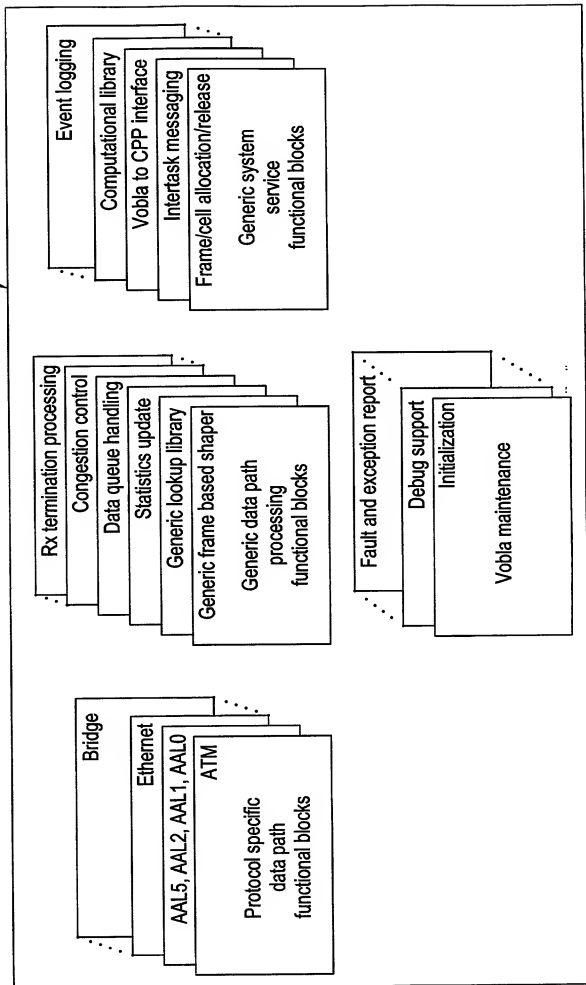 Bridge
Ethernet
AAL5, AAL2, AAL1, AAL0
ATM
Protocol specific
data path
functional blocks
Rx termination processing
Congestion control
Data queue handling
Statistics update
Generic lookup library
Generic frame based shaper
Generic data path
processing
functional blocks
Event logging
Computational library
Vobla to CPP interface
Intertask messaging
Frame/cell allocation/release
Generic system
service
functional blocks
Fault and exception report
Debug support
Initialization
Vobla maintenance